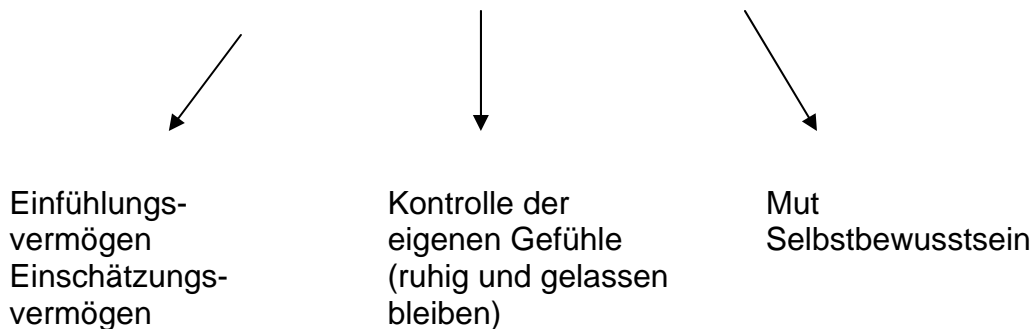 Einfühlungs-
vermögen
Einschätzungs-
vermögen
Kontrolle der
eigenen Gefühle
(ruhig und gelassen
bleiben)
Mut
Selbstbewusstsein